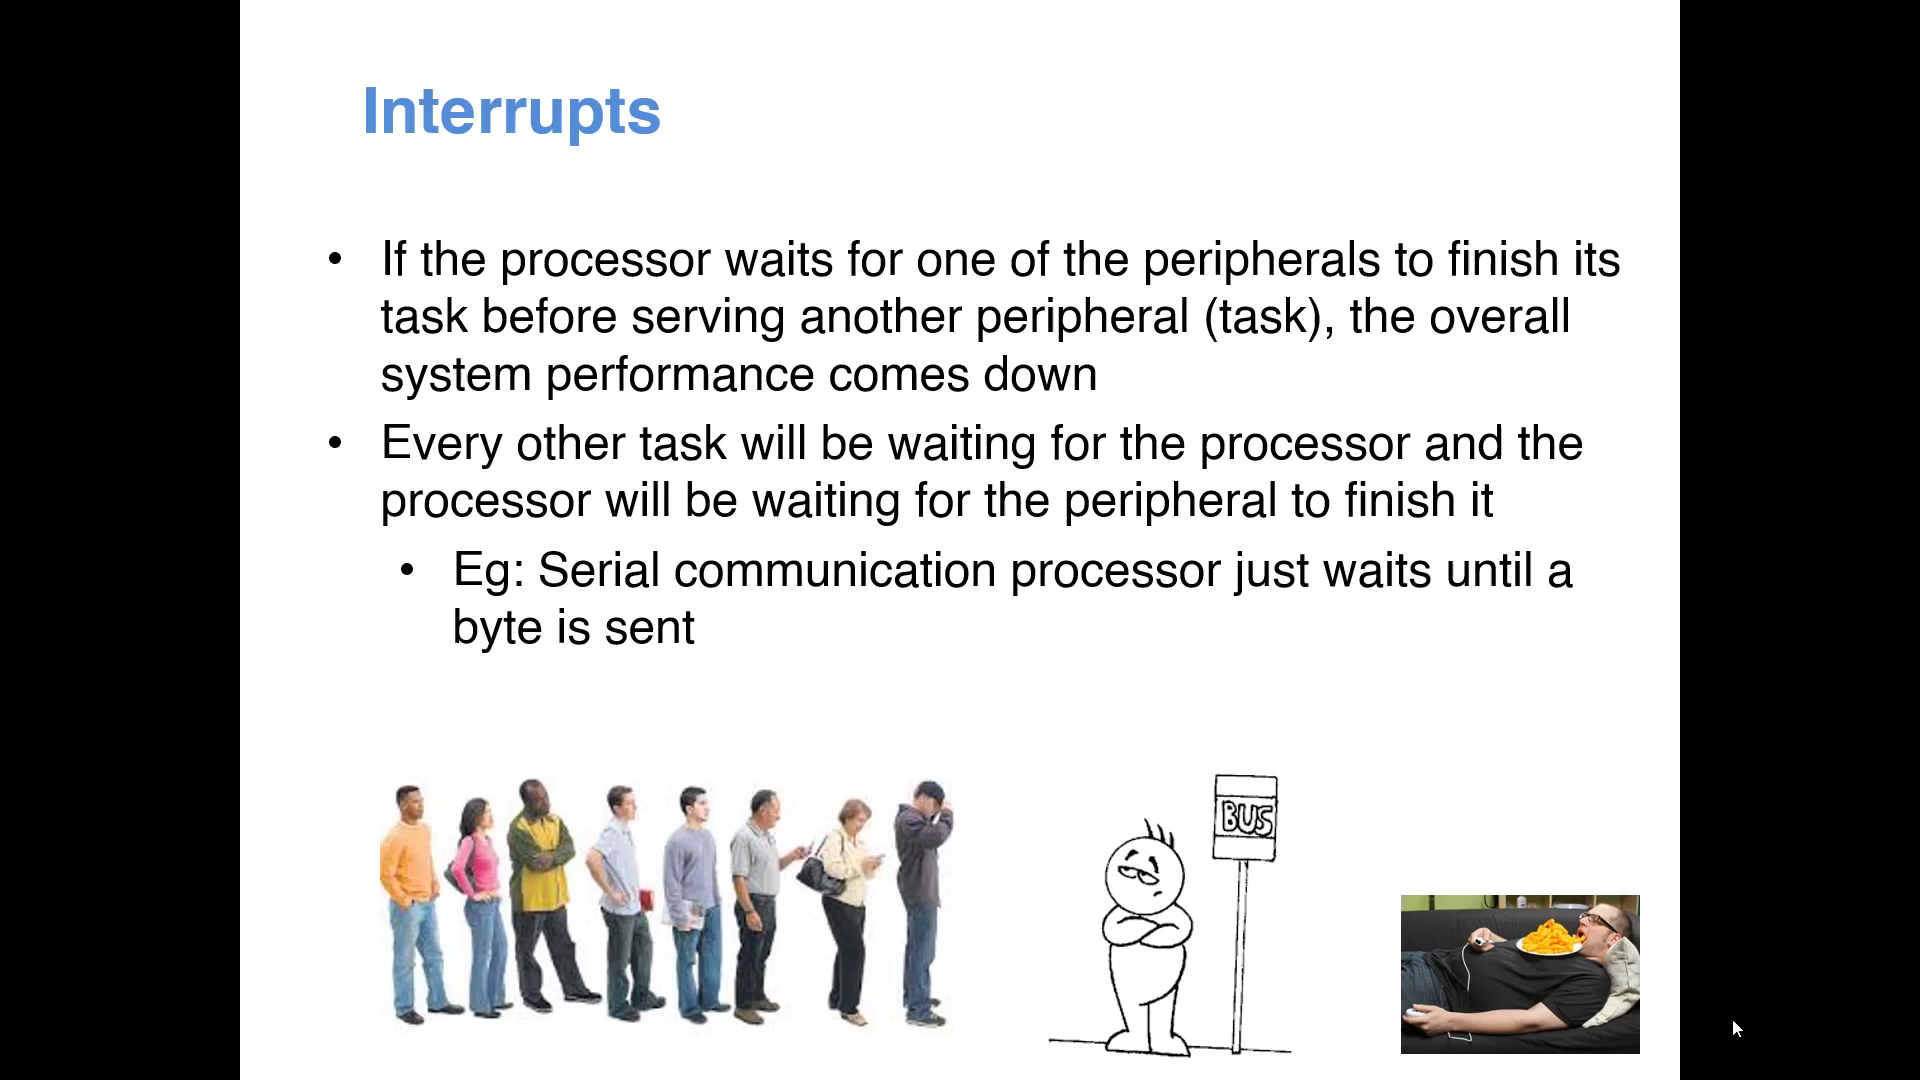 Interrupts
• If the processor waits for one of the peripherals to finish its
task before serving another peripheral (task), the overall
system performance comes down
• Every other task will be waiting for the processor and the
processor will be waiting for the peripheral to finish it
• Eg: Serial communication processor just waits until a
byte is sent
BUS